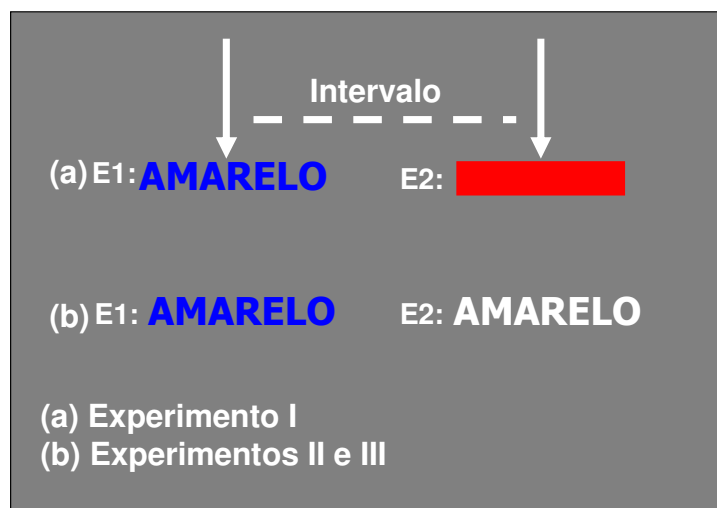 Intervalo
(a) E1: AMARELO E2:
(b) E1: AMARELO E2: AMARELO
(a) Experimento I
(b) Experimentos II e III